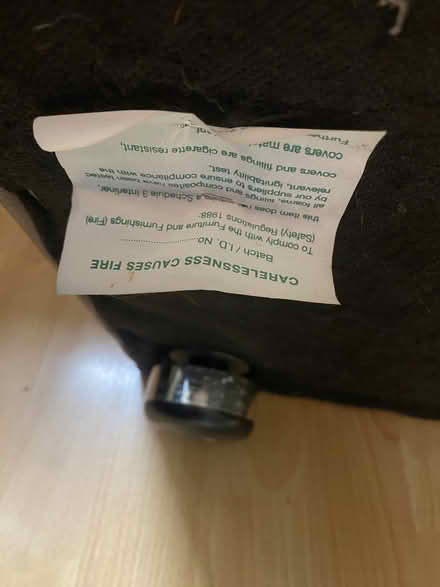 CARELESSNESS CAUSES FIRE
Batch / I.D. No
To comply with the Furniture and Furnishings (Fire)
(Safety) Regulations 1988:
this item does Schedule 3 Interliner.
all foams, fillings and composites have been tested
by our suppliers to ensure compliance with the
relevant, ignitability test.
covers and fillings are cigarette resistant,
covers are mat
Furth